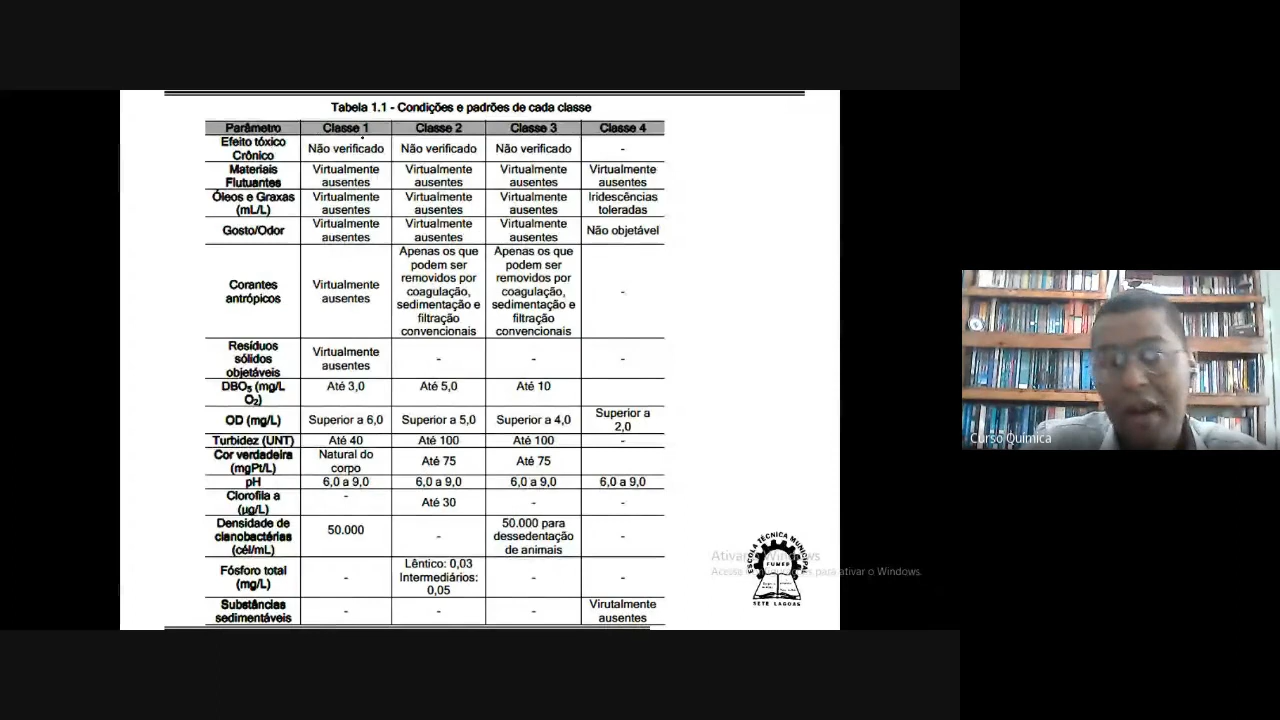 Tabela 1.1 - Condições e padrões de cada classe
Parâmetro Classe 1 Classe 2 Classe 3 Classe 4
Efeito tóxico
Crônico
Não verificado Não verificado Não verificado -
Materiais
Flutuantes
Virtualmente
ausentes
Virtualmente
ausentes
Virtualmente
ausentes
Virtualmente
ausentes
Óleos e Graxas
(mL/L)
Virtualmente
ausentes
Virtualmente
ausentes
Virtualmente
ausentes
Iridescências
toleradas
Gosto/Odor
Virtualmente
ausentes
Virtualmente
ausentes
Virtualmente
ausentes
Não objetável
Corantes
antrópicos
Virtualmente
ausentes
Apenas os que
podem ser
removidos por
coagulação,
sedimentação e
filtração
convencionais
Apenas os que
podem ser
removidos por
coagulação,
sedimentação e
filtração
convencionais
-
Resíduos
sólidos
objetáveis
Virtualmente
ausentes
- - -
DBO₅ (mg/L
O₂)
Até 3,0 Até 5,0 Até 10
OD (mg/L) Superior a 6,0 Superior a 5,0 Superior a 4,0
Superior a
2,0
Turbidez (UNT) Até 40 Até 100 Até 100 -
Cor verdadeira
(mgPt/L)
Natural do
corpo
Até 75 Até 75
pH 6,0 a 9,0 6,0 a 9,0 6,0 a 9,0 6,0 a 9,0
Clorofila a
(µg/L)
- Até 30 - -
Densidade de
cianobactérias
(cél/mL)
50.000 -
50.000 para
dessedentação
de animais
-
Fósforo total
(mg/L)
-
Lêntico: 0,03
Intermediários:
0,05
- -
Substâncias
sedimentáveis
- - -
Virutalmente
ausentes
ESCOLA TÉCNICA MUNICIPAL
FUMEP
SETE LAGOAS
para ativar o Windows.
Curso Química